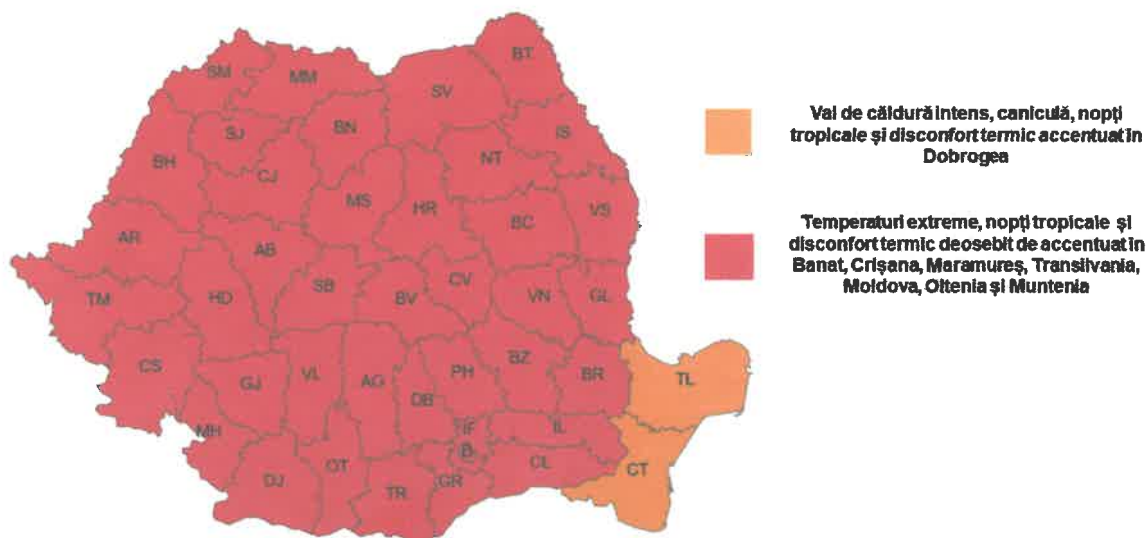 BT
SM
MM
SV
SJ
BN
IS
BH
CJ
NT
MS
HR
BC
VS
AR
AB
TM
HD
SB
BV
CV
VN
GL
CS
GJ
VL
AG
DB
PH
BZ
BR
TL
MH
IF
IL
B
DJ
OT
TR
GR
CL
CT
Val de căldură intens, caniculă, nopți
tropicale și disconfort termic accentuat în
Dobrogea
Temperaturi extreme, nopți tropicale și
disconfort termic deosebit de accentuat în
Banat, Crișana, Maramureș, Transilvania,
Moldova, Oltenia și Muntenia